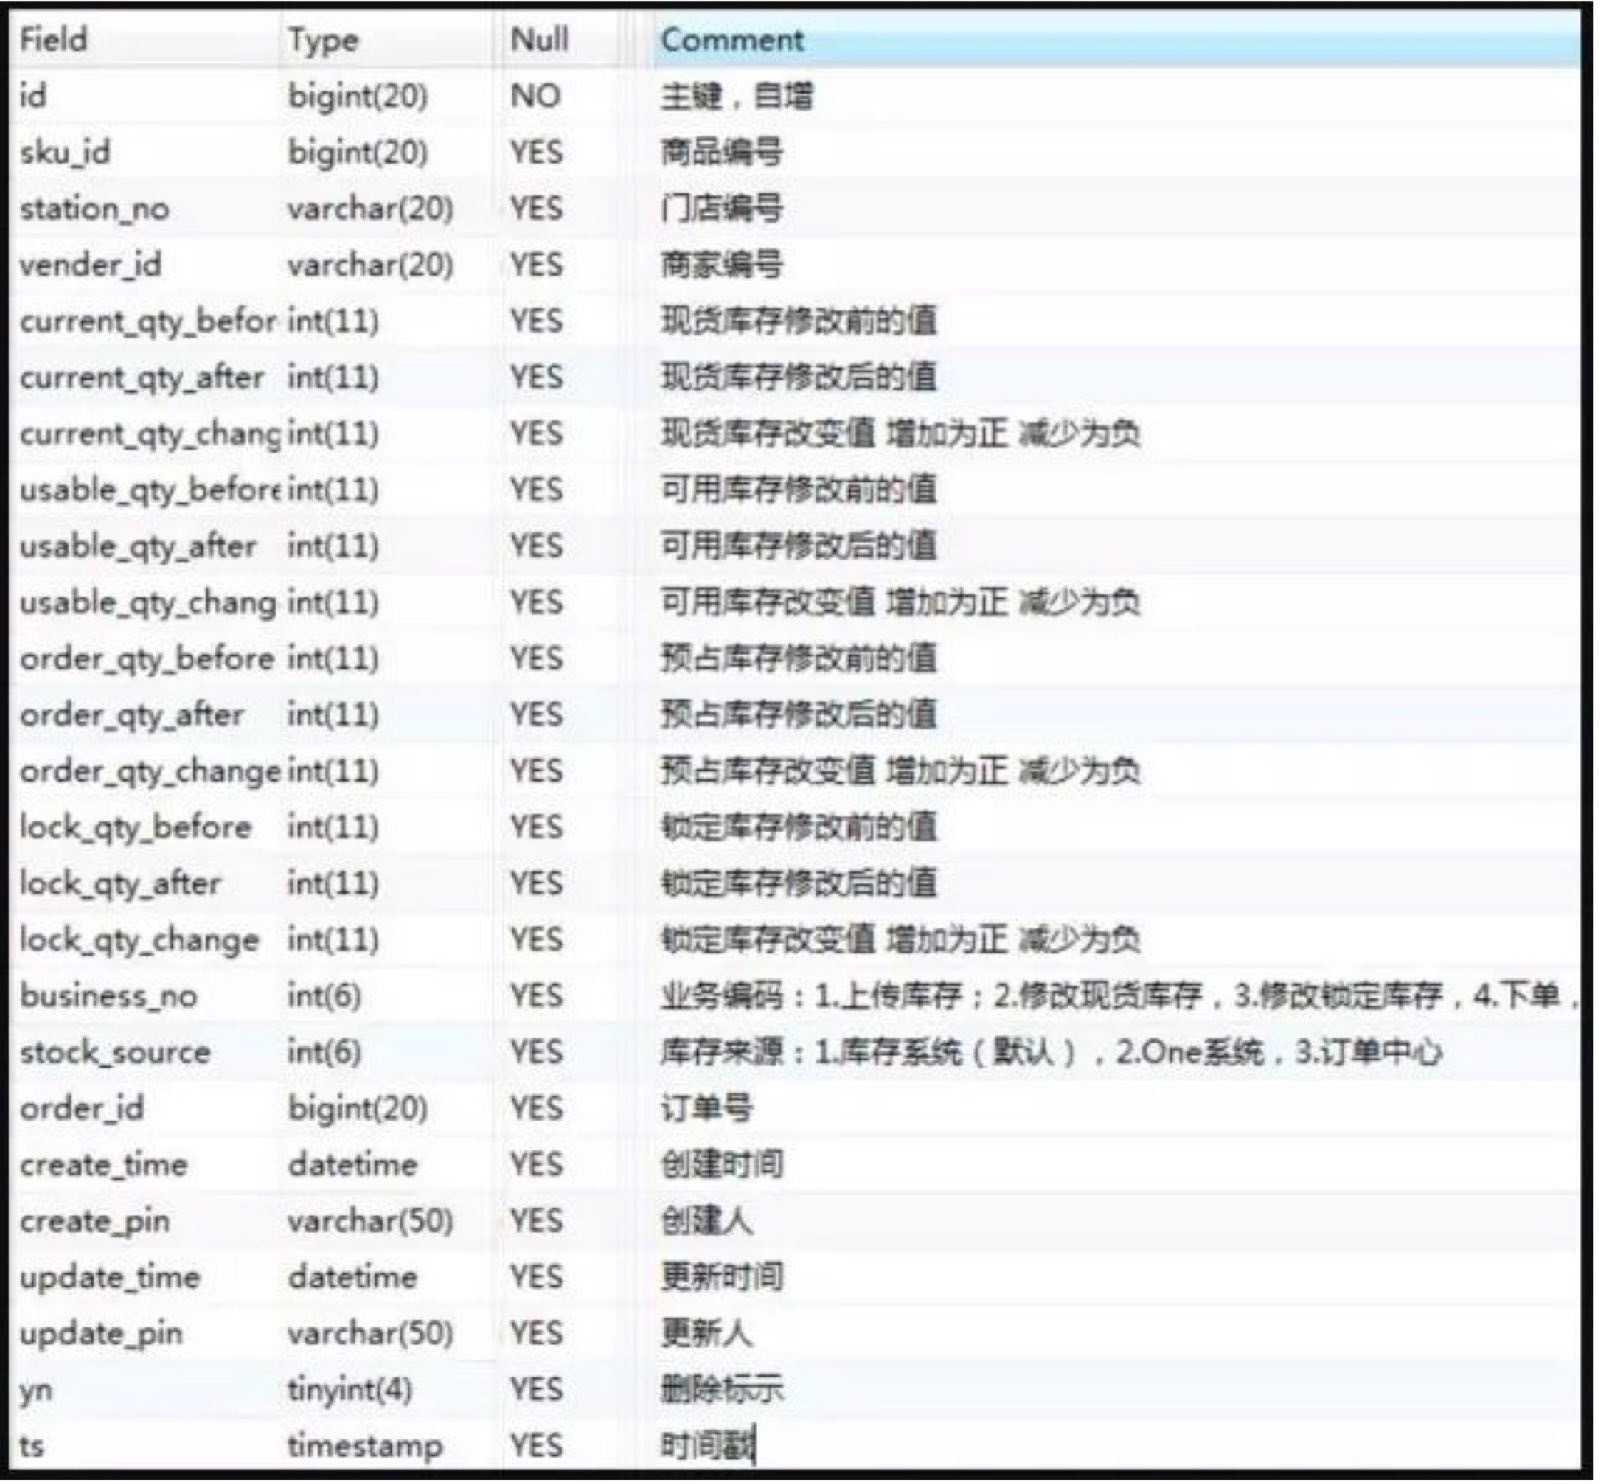 Field Type Null Comment
id bigint(20) NO 主键，自增
sku_id bigint(20) YES 商品编号
station_no varchar(20) YES 门店编号
vender_id varchar(20) YES 商家编号
current_qty_befor int(11) YES 现货库存修改前的值
current_qty_after int(11) YES 现货库存修改后的值
current_qty_chang int(11) YES 现货库存改变值 增加为正 减少为负
usable_qty_before int(11) YES 可用库存修改前的值
usable_qty_after int(11) YES 可用库存修改后的值
usable_qty_chang int(11) YES 可用库存改变值 增加为正 减少为负
order_qty_before int(11) YES 预占库存修改前的值
order_qty_after int(11) YES 预占库存修改后的值
order_qty_change int(11) YES 预占库存改变值 增加为正 减少为负
lock_qty_before int(11) YES 锁定库存修改前的值
lock_qty_after int(11) YES 锁定库存修改后的值
lock_qty_change int(11) YES 锁定库存改变值 增加为正 减少为负
business_no int(6) YES 业务编码：1.上传库存；2.修改现货库存，3.修改锁定库存，4.下单，
stock_source int(6) YES 库存来源：1.库存系统（默认），2.One系统，3.订单中心
order_id bigint(20) YES 订单号
create_time datetime YES 创建时间
create_pin varchar(50) YES 创建人
update_time datetime YES 更新时间
update_pin varchar(50) YES 更新人
yn tinyint(4) YES 删除标示
ts timestamp YES 时间戳